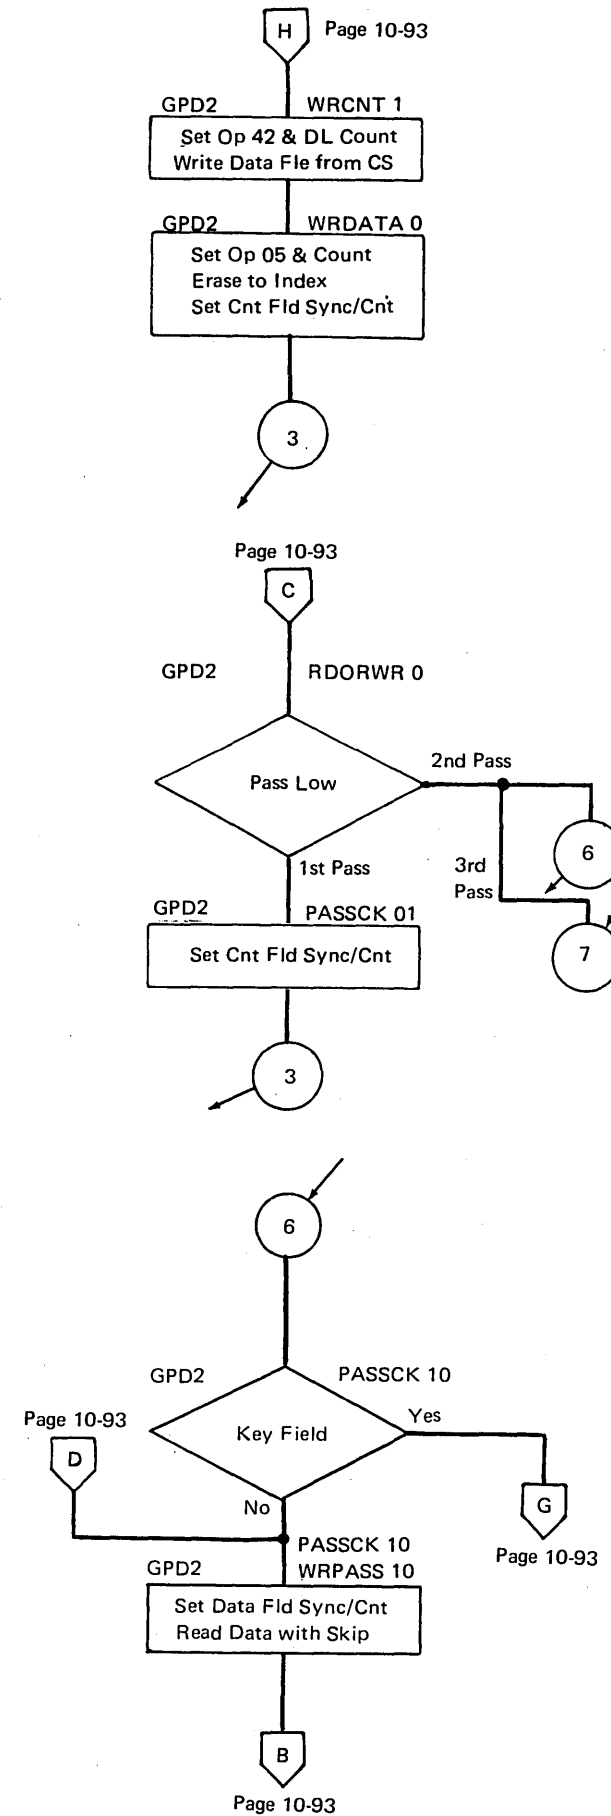 H
Page 10-93
GPD2
WRCNT 1
Set Op 42 & DL Count
Write Data Fle from CS
GPD2
WRDATA 0
Set Op 05 & Count
Erase to Index
Set Cnt Fld Sync/Cnt
3
Page 10-93
C
GPD2
RDORWR 0
Pass Low
2nd Pass
6
1st Pass
3rd
Pass
GPD2
PASSCK 01
7
Set Cnt Fld Sync/Cnt
3
6
GPD2
PASSCK 10
Page 10-93
Key Field
Yes
D
No
G
PASSCK 10
Page 10-93
GPD2
WRPASS 10
Set Data Fld Sync/Cnt
Read Data with Skip
B
Page 10-93